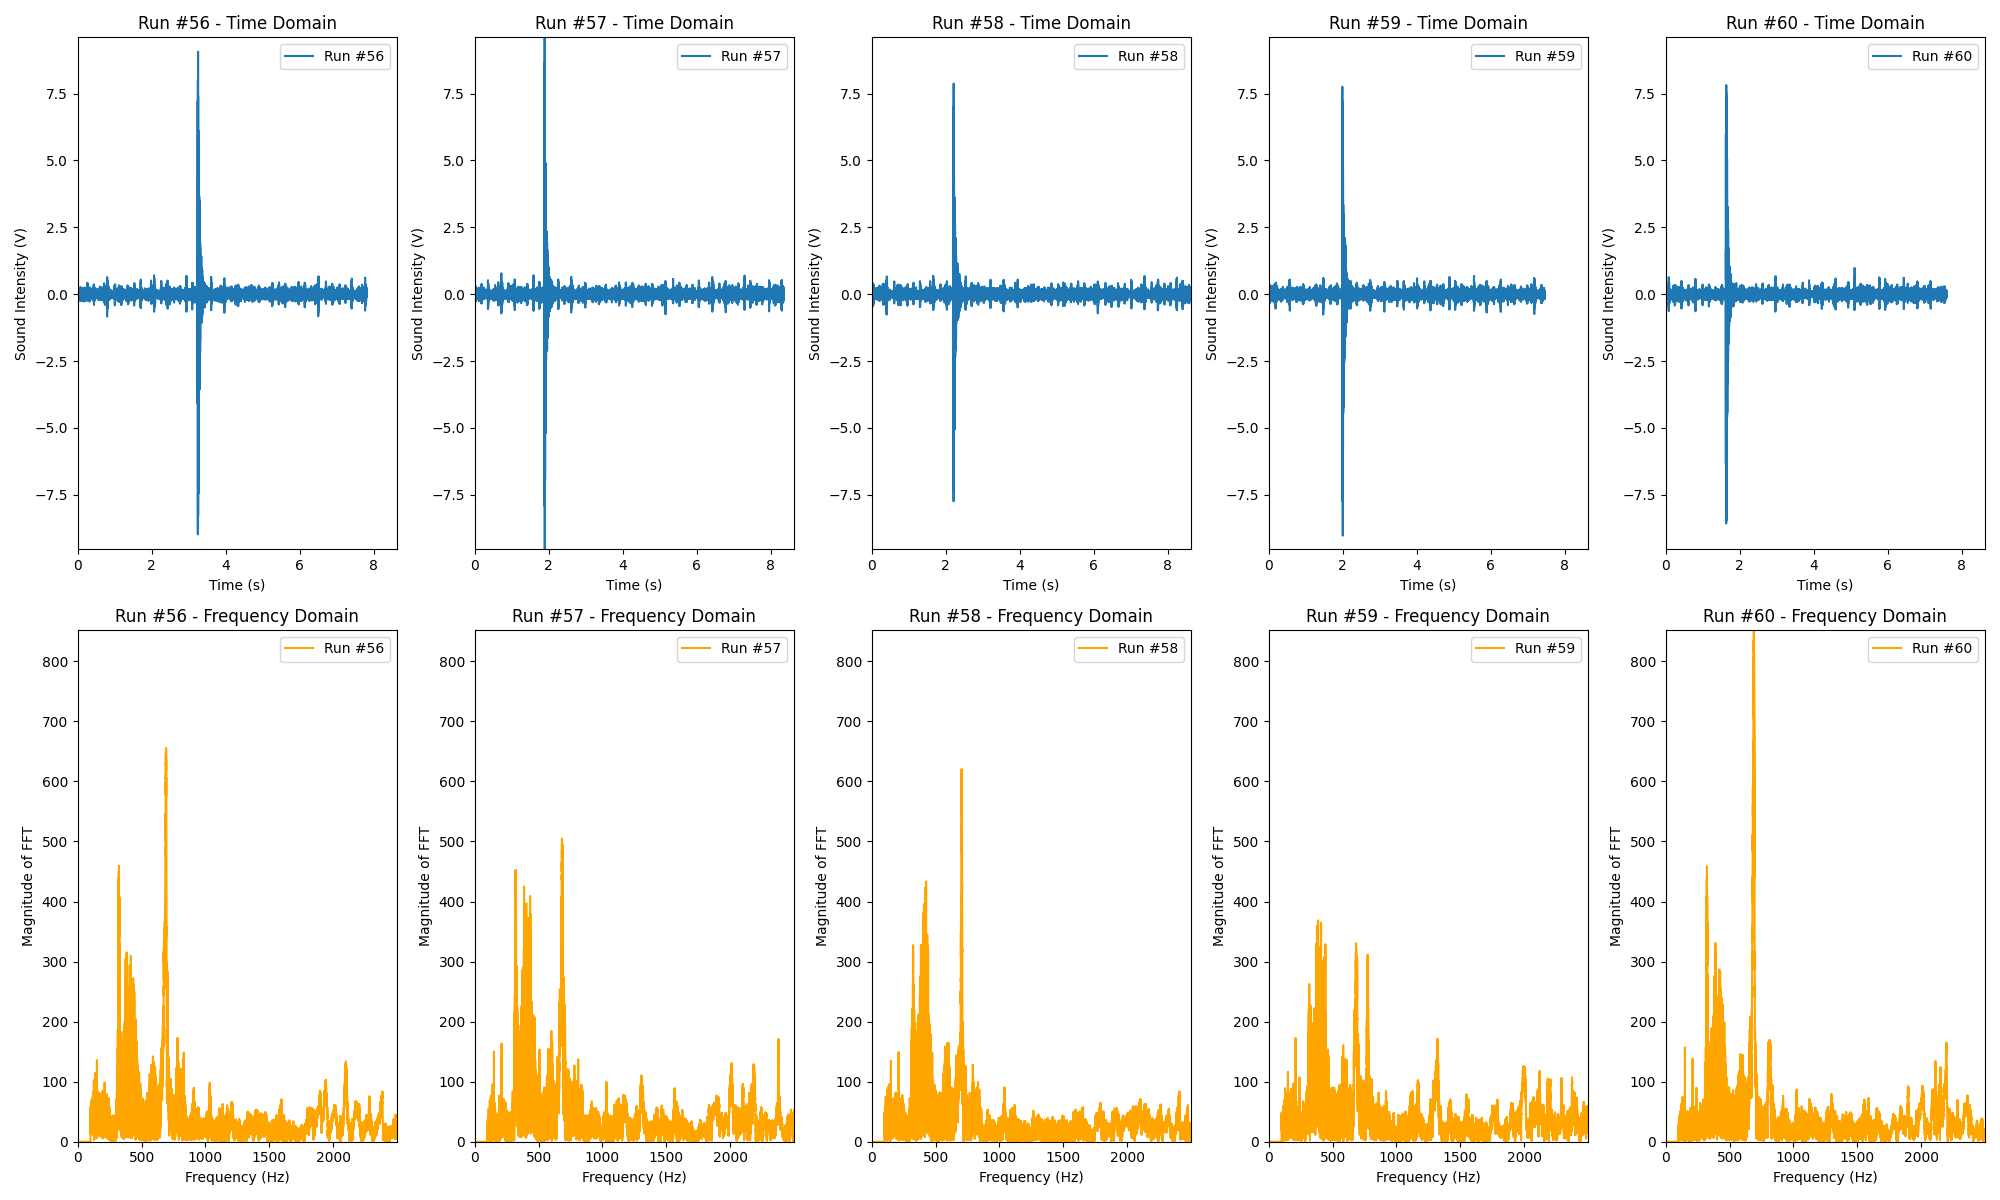 Run #56 - Time Domain
Run #56
7.5
5.0
2.5
0.0
−2.5
−5.0
−7.5
Sound Intensity (V)
0 2 4 6 8
Time (s)
Run #57 - Time Domain
Run #57
7.5
5.0
2.5
0.0
−2.5
−5.0
−7.5
Sound Intensity (V)
0 2 4 6 8
Time (s)
Run #58 - Time Domain
Run #58
7.5
5.0
2.5
0.0
−2.5
−5.0
−7.5
Sound Intensity (V)
0 2 4 6 8
Time (s)
Run #59 - Time Domain
Run #59
7.5
5.0
2.5
0.0
−2.5
−5.0
−7.5
Sound Intensity (V)
0 2 4 6 8
Time (s)
Run #60 - Time Domain
Run #60
7.5
5.0
2.5
0.0
−2.5
−5.0
−7.5
Sound Intensity (V)
0 2 4 6 8
Time (s)
Run #56 - Frequency Domain
Run #56
800
700
600
500
400
300
200
100
0
Magnitude of FFT
0 500 1000 1500 2000
Frequency (Hz)
Run #57 - Frequency Domain
Run #57
800
700
600
500
400
300
200
100
0
Magnitude of FFT
0 500 1000 1500 2000
Frequency (Hz)
Run #58 - Frequency Domain
Run #58
800
700
600
500
400
300
200
100
0
Magnitude of FFT
0 500 1000 1500 2000
Frequency (Hz)
Run #59 - Frequency Domain
Run #59
800
700
600
500
400
300
200
100
0
Magnitude of FFT
0 500 1000 1500 2000
Frequency (Hz)
Run #60 - Frequency Domain
Run #60
800
700
600
500
400
300
200
100
0
Magnitude of FFT
0 500 1000 1500 2000
Frequency (Hz)